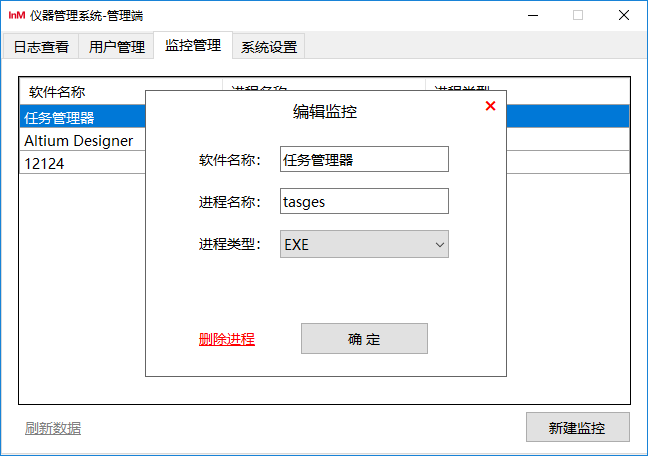 InM 仪器管理系统-管理端
日志查看 用户管理 监控管理 系统设置
软件名称 进程名称 进程类型
任务管理器
Altium Designer
12124
编辑监控
软件名称： 任务管理器
进程名称： tasges
进程类型： EXE
删除进程 确 定
刷新数据 新建监控